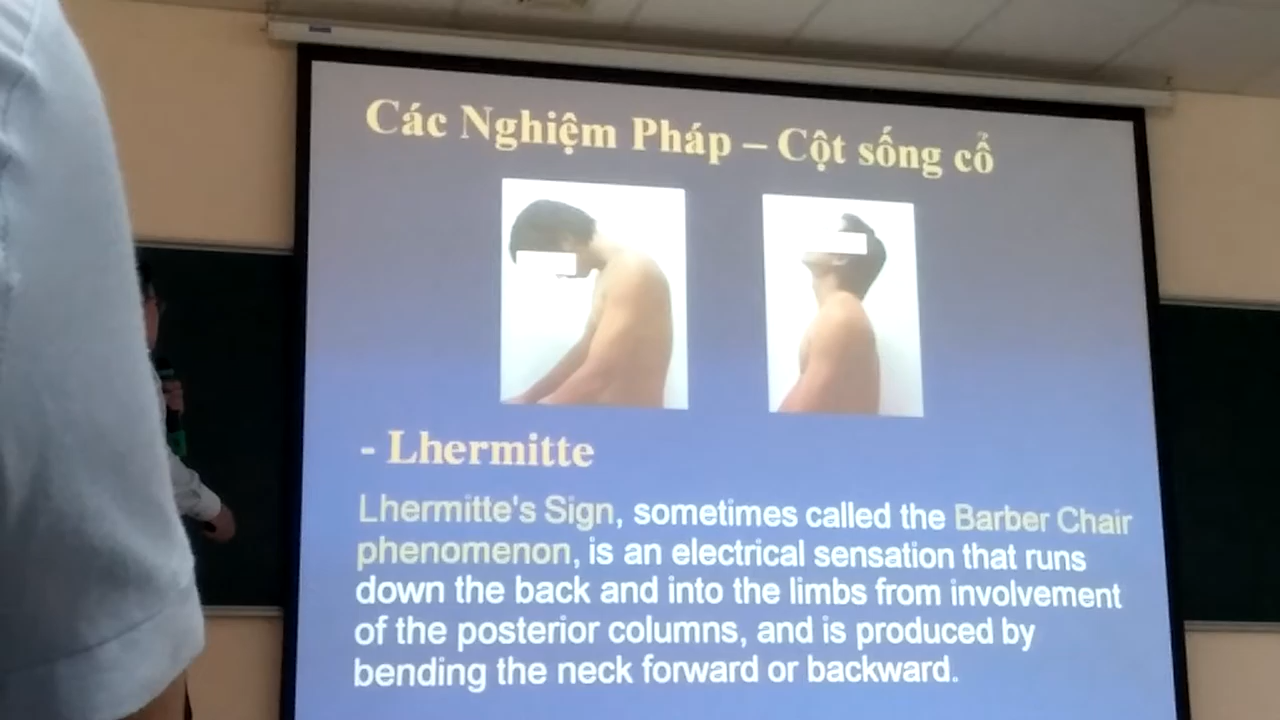 Các Nghiệm Pháp – Cột sống cổ
- Lhermitte
Lhermitte's Sign, sometimes called the Barber Chair
phenomenon, is an electrical sensation that runs
down the back and into the limbs from involvement
of the posterior columns, and is produced by
bending the neck forward or backward.